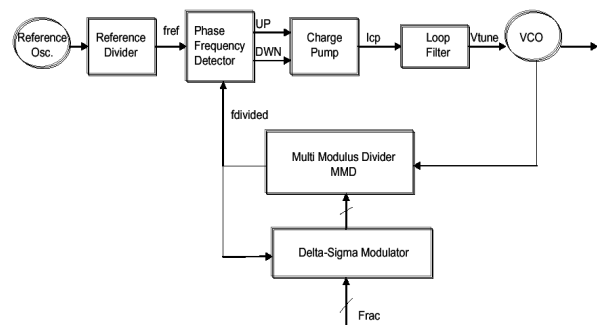 Reference
Osc.
Reference
Divider
fref
Phase
Frequency
Detector
UP
DWN
Charge
Pump
Icp
Loop
Filter
Vtune
VCO
fdivided
Multi Modulus Divider
MMD
Delta-Sigma Modulator
Frac